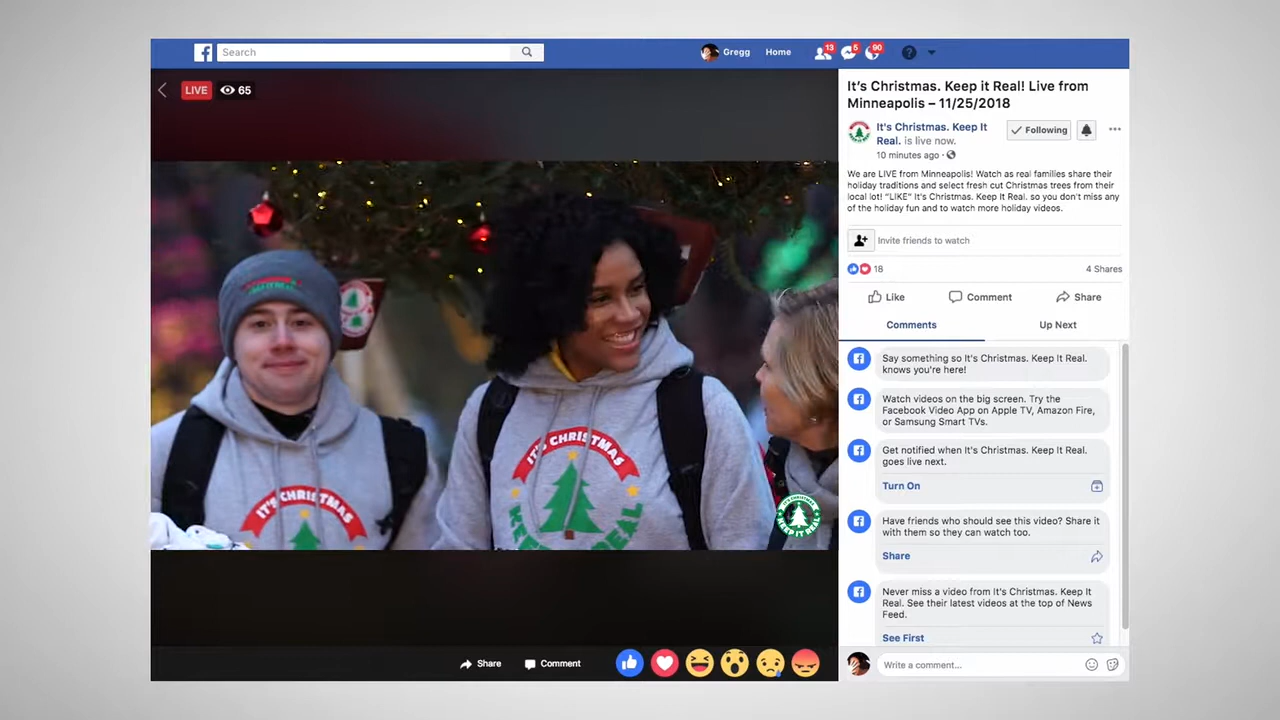 Search
Gregg
Home
13
5
90
?
LIVE
65
It's Christmas. Keep it Real! Live from
Minneapolis – 11/25/2018
It's Christmas. Keep It
Real. is live now.
Following
10 minutes ago
We are LIVE from Minneapolis! Watch as real families share their
holiday traditions and select fresh cut Christmas trees from their
local lot! "LIKE" It's Christmas. Keep It Real. so you don't miss any
of the holiday fun and to watch more holiday videos.
Invite friends to watch
18
4 Shares
Like
Comment
Share
Comments
Up Next
Say something so It's Christmas. Keep It Real.
knows you're here!
Watch videos on the big screen. Try the
Facebook Video App on Apple TV, Amazon Fire,
or Samsung Smart TVs.
Get notified when It's Christmas. Keep It Real.
goes live next.
Turn On
Have friends who should see this video? Share it
with them so they can watch too.
Share
Never miss a video from It's Christmas. Keep It
Real. See their latest videos at the top of News
Feed.
See First
Write a comment...
IT'S CHRISTMAS
IT'S CHRISTMAS
REAL
IT'S CHRISTMAS
KEEP IT REAL
Share
Comment